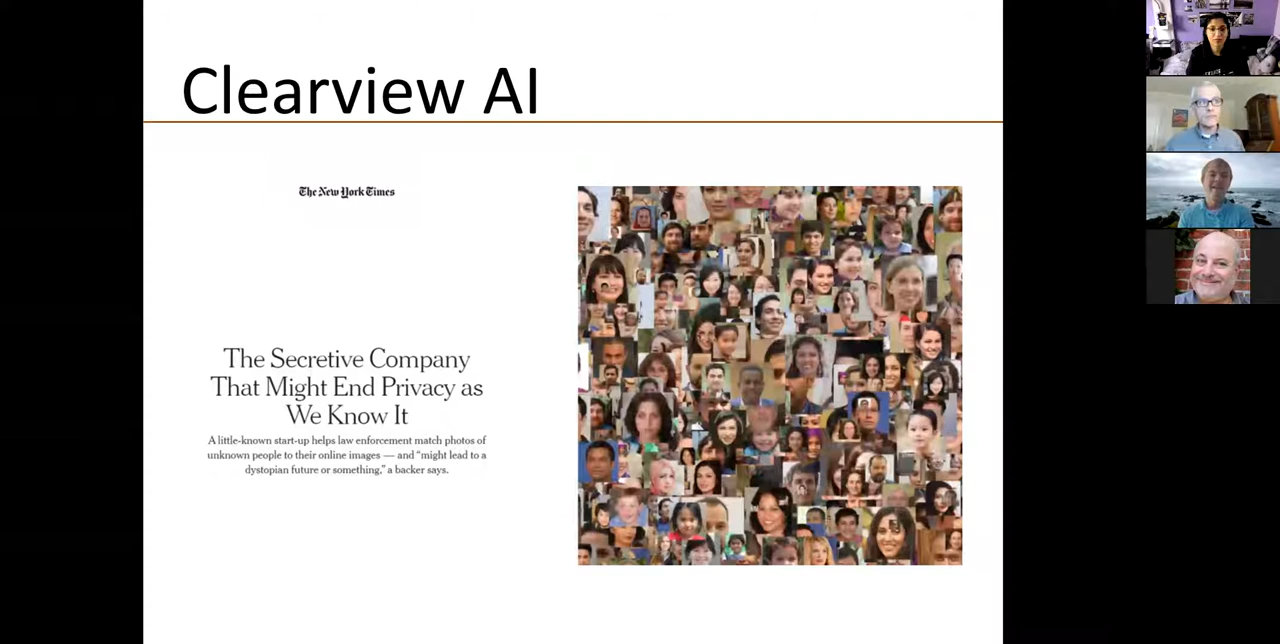 Clearview AI
The New York Times
The Secretive Company
That Might End Privacy as
We Know It
A little-known start-up helps law enforcement match photos of
unknown people to their online images — and “might lead to a
dystopian future or something,” a backer says.